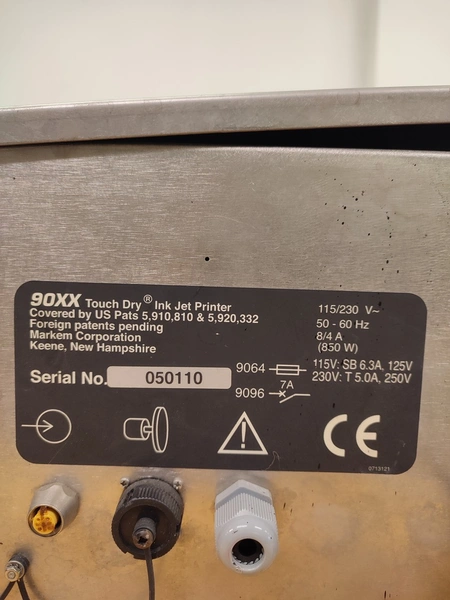 90XX Touch Dry® Ink Jet Printer
Covered by US Pats 5,910,810 & 5,920,332
Foreign patents pending
Markem Corporation
Keene, New Hampshire
115/230 V~
50 - 60 Hz
8/4 A
(850 W)
9064 115V: SB 6.3A, 125V
230V: T 5.0A, 250V
7A
9096
Serial No. 050110
CE
0713121